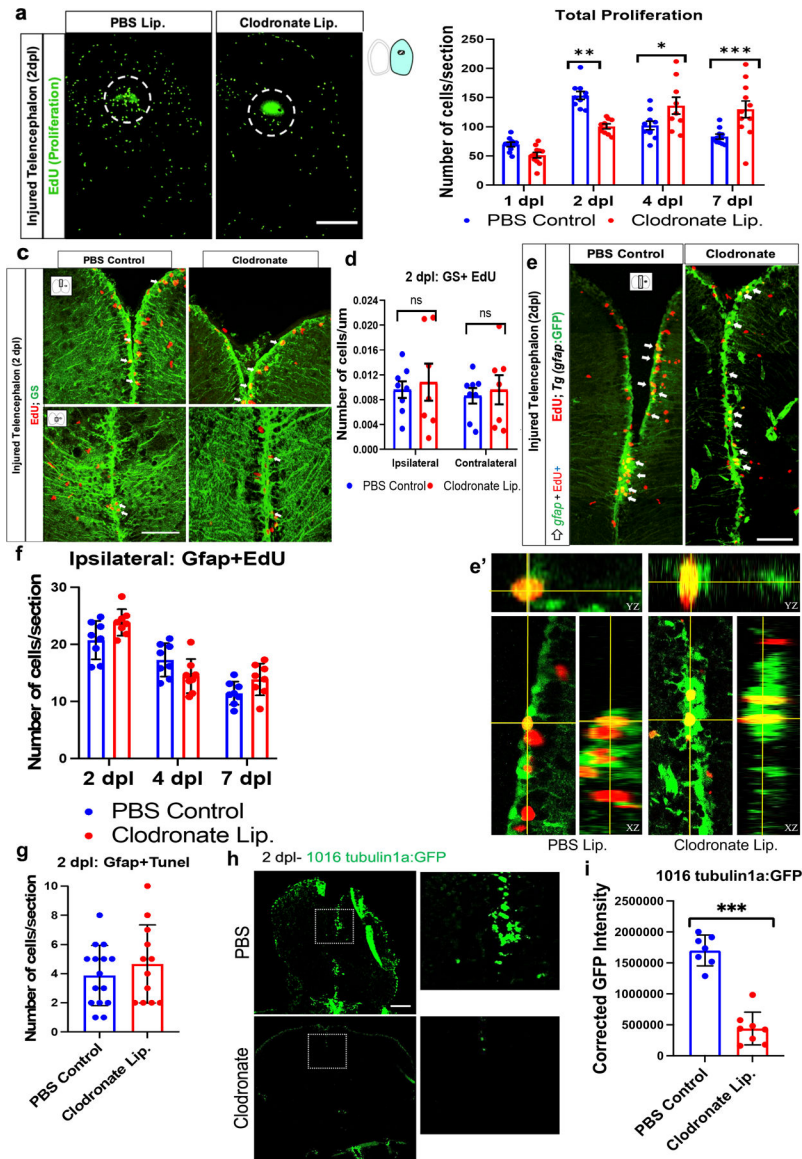 a
PBS Lip.
Clodronate Lip.
Injured Telencephalon (2dpl)
EdU (Proliferation)
Total Proliferation
Number of cells/section
250
200
150
100
50
0
**
*
***
1 dpl
2 dpl
4 dpl
7 dpl
PBS Control
Clodronate Lip.
c
PBS Control
Clodronate
Injured Telencephalon (2 dpl)
EdU; GS
d
2 dpl: GS+ EdU
Number of cells/um
0.024
0.020
0.016
0.012
0.008
0.004
0.000
ns
ns
Ipsilateral
Contralateral
PBS Control
Clodronate Lip.
e
PBS Control
Clodronate
Injured Telencephalon (2dpl)
EdU; Tg (gfap:GFP)
gfap + EdU+
e'
YZ
YZ
XZ
XZ
PBS Lip.
Clodronate Lip.
f
Ipsilateral: Gfap+EdU
Number of cells/section
30
20
10
0
2 dpl
4 dpl
7 dpl
PBS Control
Clodronate Lip.
g
2 dpl: Gfap+Tunel
Number of cells/section
10
8
6
4
2
0
PBS Control
Clodronate Lip.
h
2 dpl- 1016 tubulin1a:GFP
PBS
Clodronate
i
1016 tubulin1a:GFP
Corrected GFP Intensity
2500000
2000000
1500000
1000000
500000
0
***
PBS Control
Clodronate Lip.